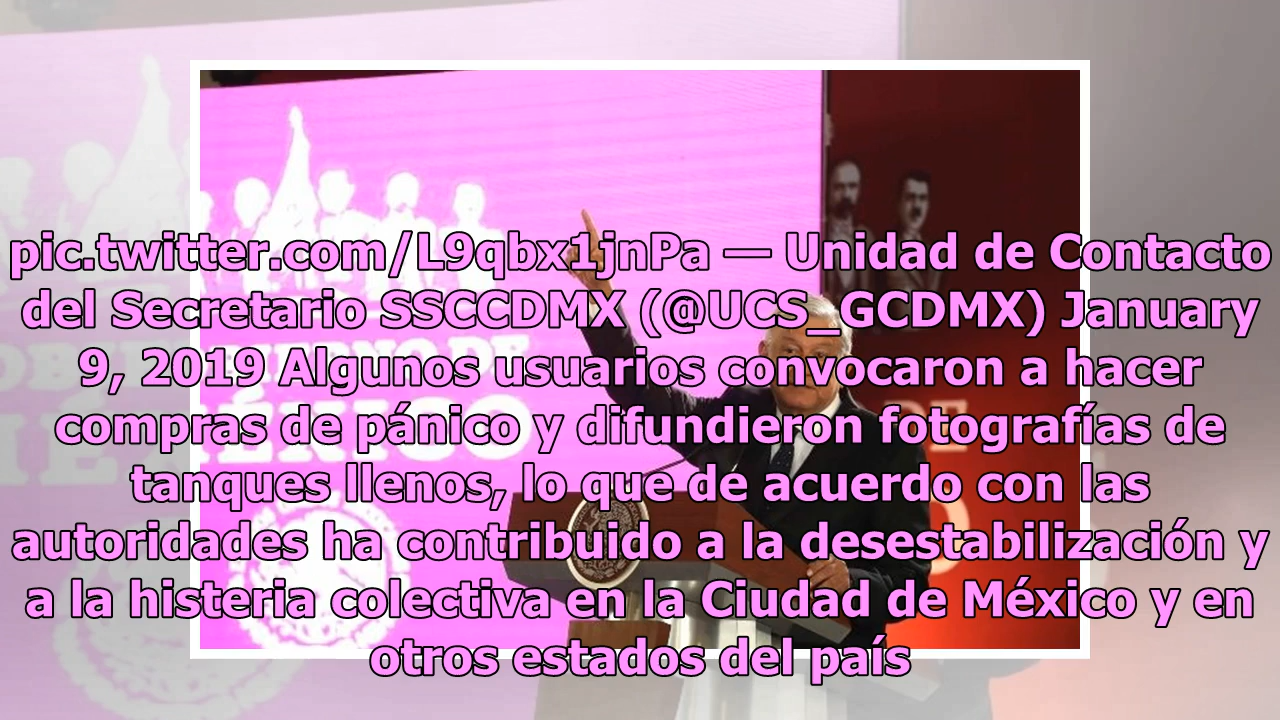 pic.twitter.com/L9qbx1jnPa — Unidad de Contacto
del Secretario SSCCDMX (@UCS_GCDMX) January
9, 2019 Algunos usuarios convocaron a hacer
compras de pánico y difundieron fotografías de
tanques llenos, lo que de acuerdo con las
autoridades ha contribuido a la desestabilización y
a la histeria colectiva en la Ciudad de México y en
otros estados del país
MÉXICO
DE